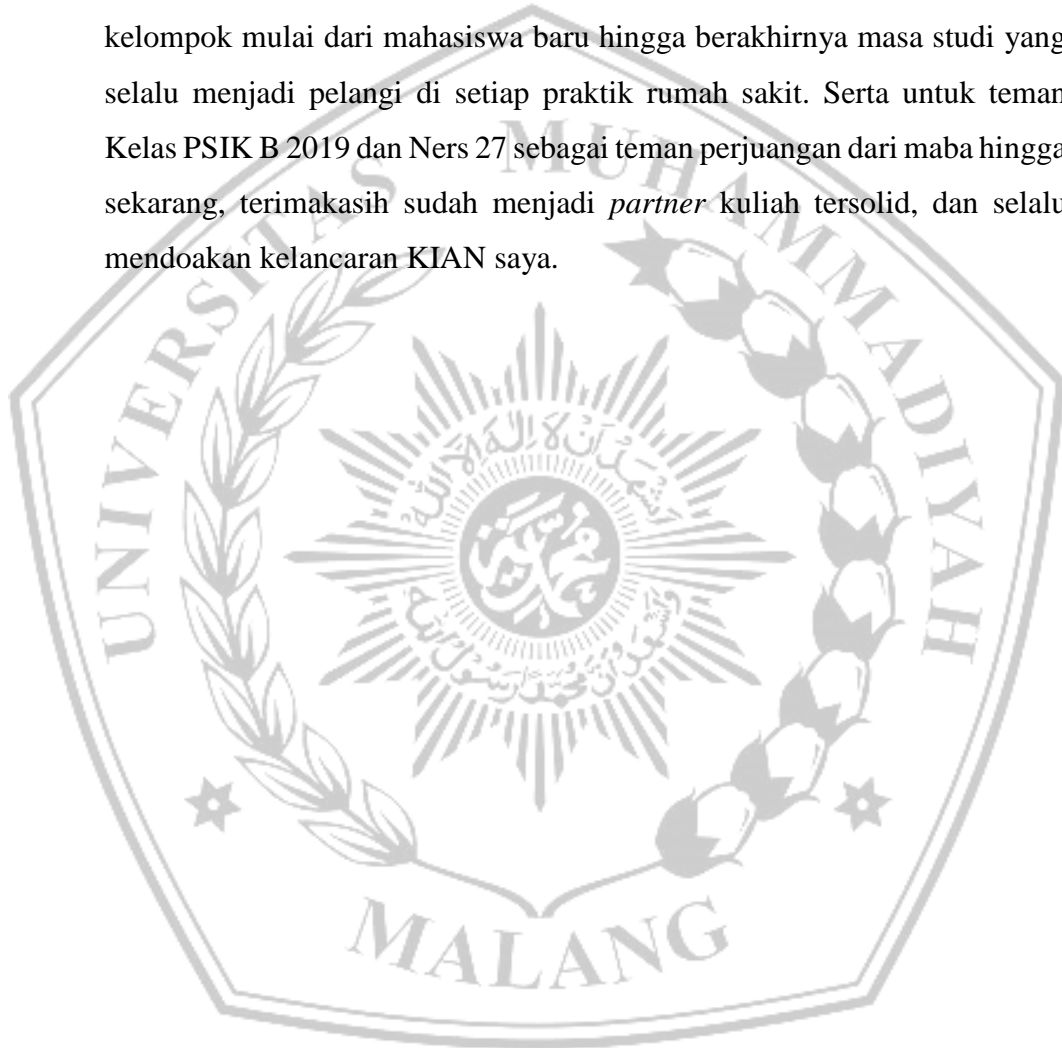 kelompok mulai dari mahasiswa baru hingga berakhirnya masa studi yang
selalu menjadi pelangi di setiap praktik rumah sakit. Serta untuk teman
Kelas PSIK B 2019 dan Ners 27 sebagai teman perjuangan dari maba hingga
sekarang, terimakasih sudah menjadi partner kuliah tersolid, dan selalu
mendoakan kelancaran KIAN saya.
UNIVERSITAS MUHAMMADIYAH
MALANG